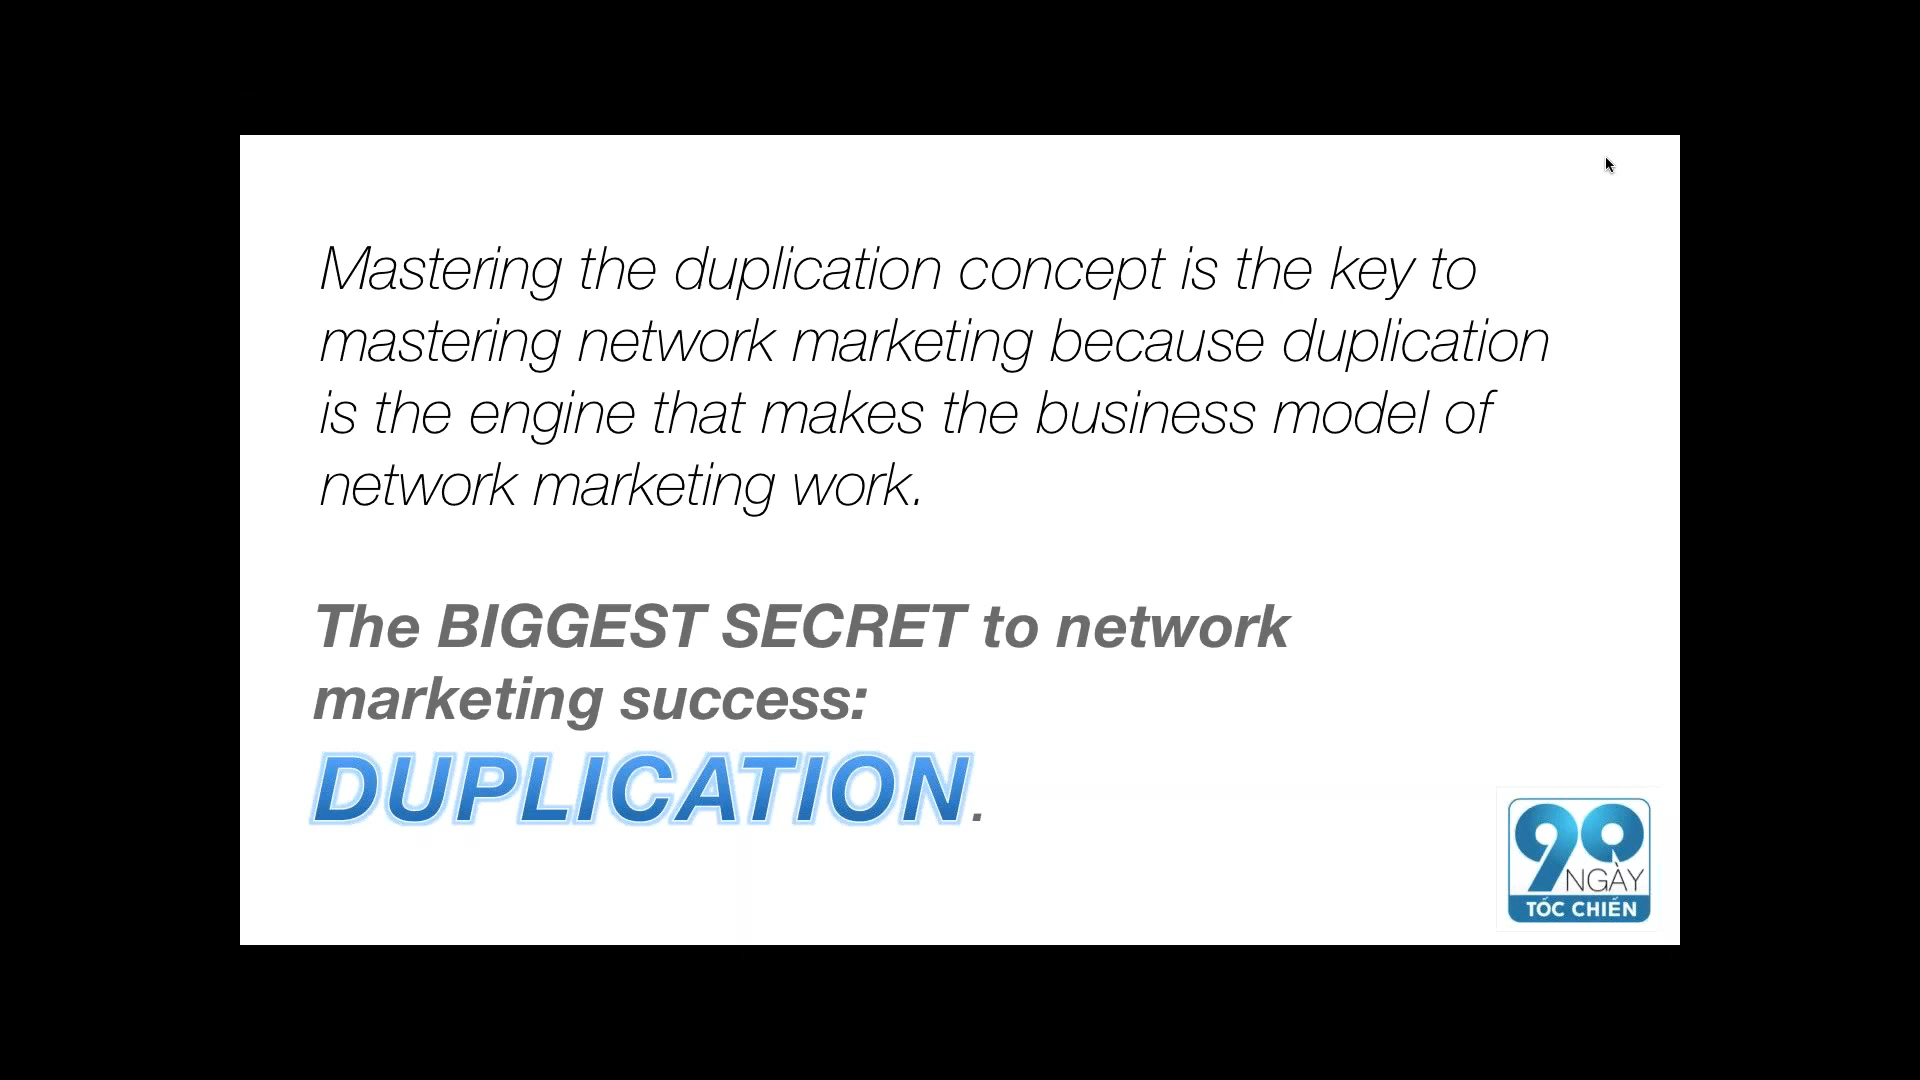 Mastering the duplication concept is the key to
mastering network marketing because duplication
is the engine that makes the business model of
network marketing work.
The BIGGEST SECRET to network
marketing success:
DUPLICATION.
90
NGÀY
TỐC CHIẾN